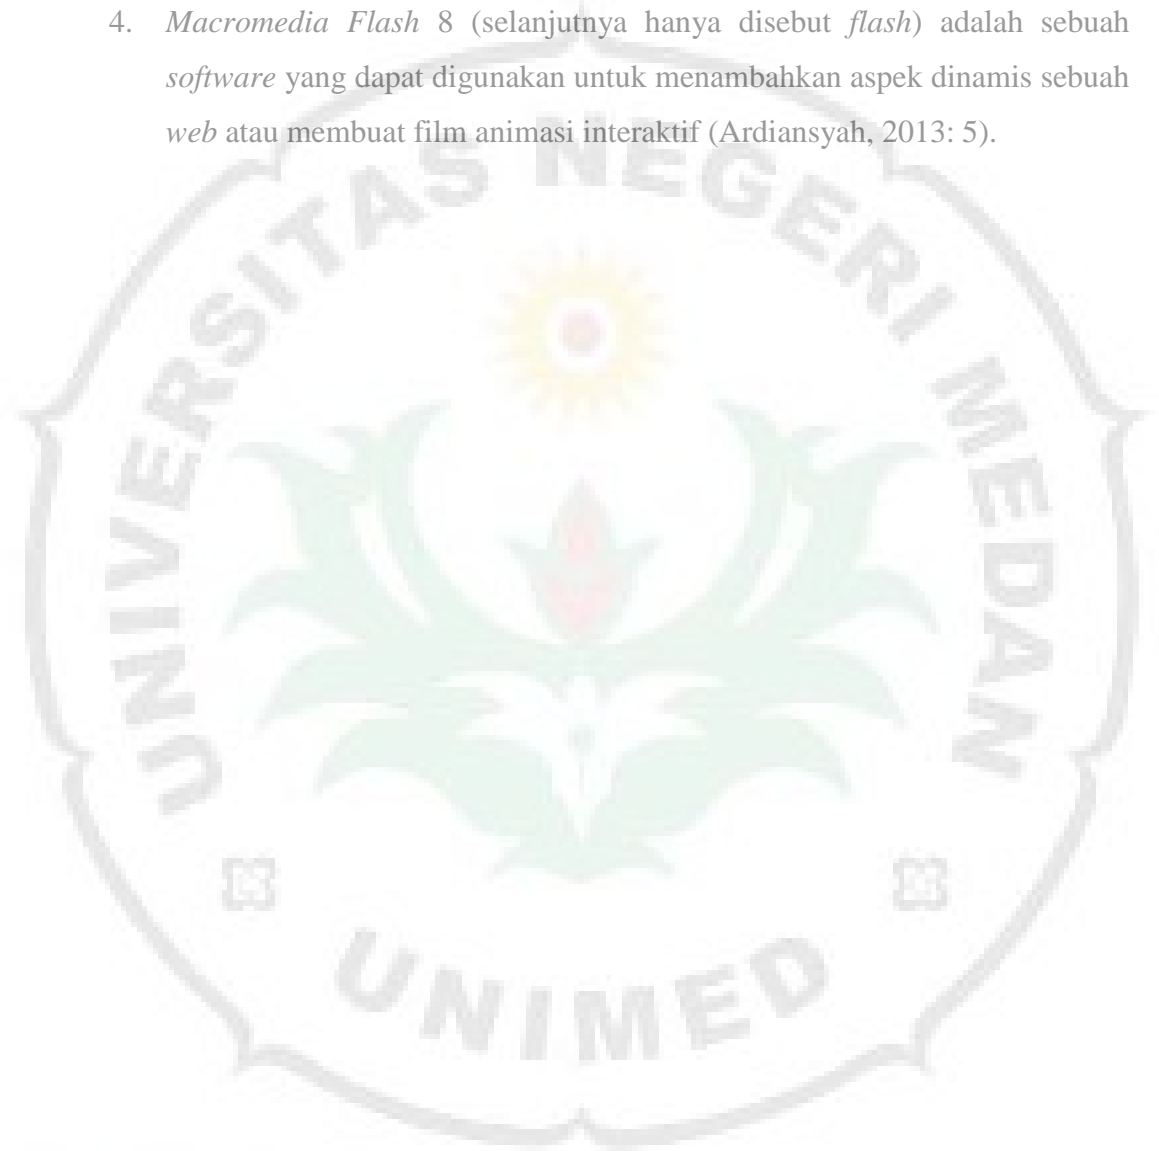 4. Macromedia Flash 8 (selanjutnya hanya disebut flash) adalah sebuah
software yang dapat digunakan untuk menambahkan aspek dinamis sebuah
web atau membuat film animasi interaktif (Ardiansyah, 2013: 5).
UNIVERSITAS NEGERI MEDAN
UNIMED